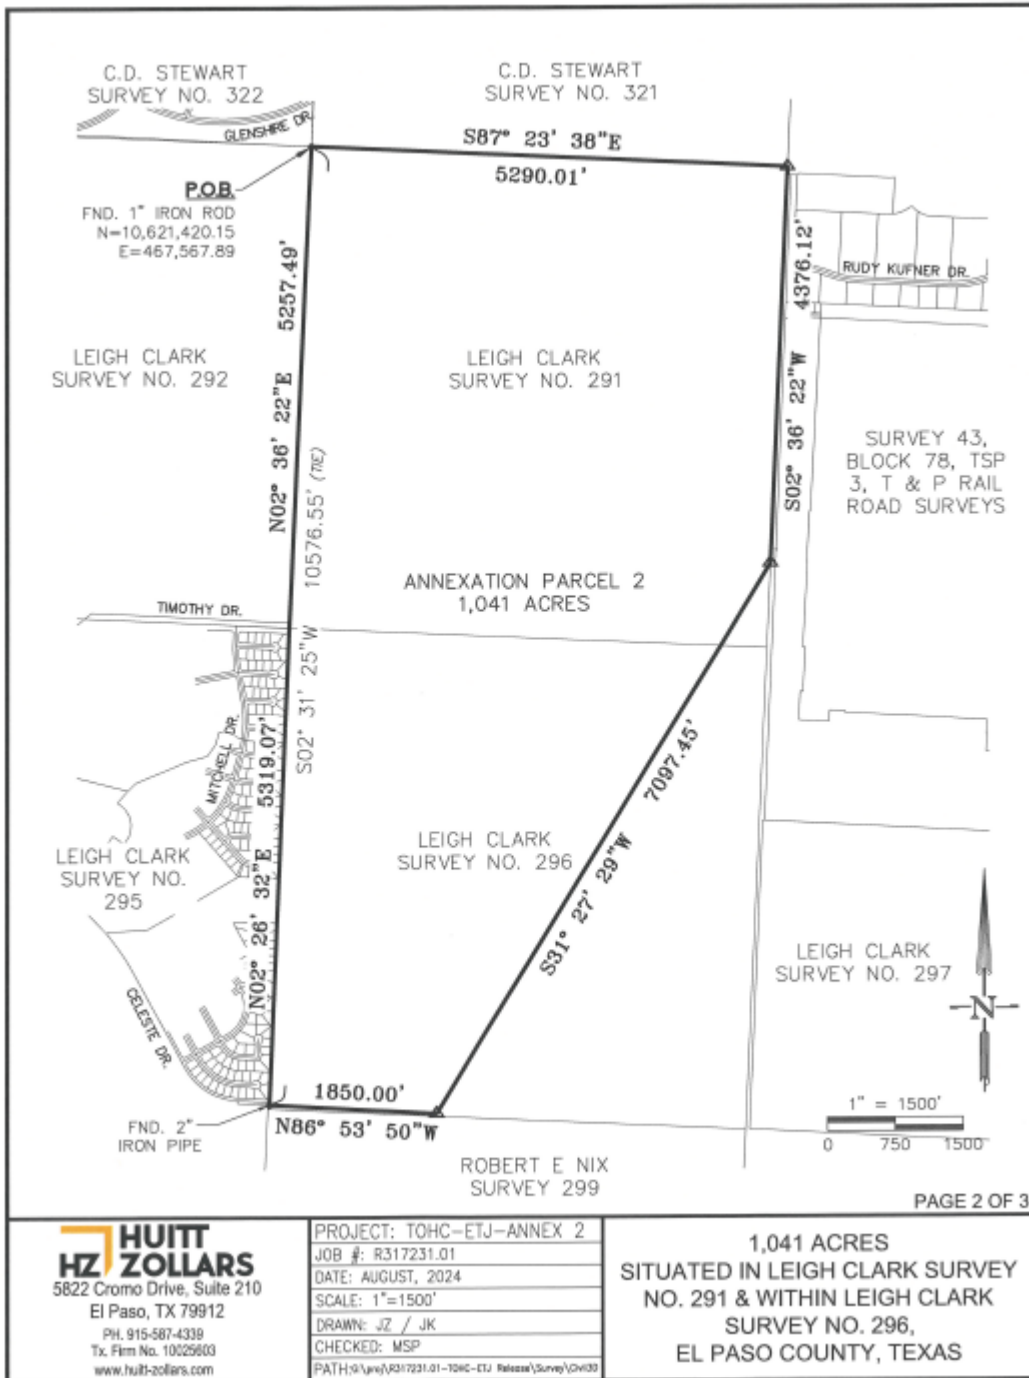 C.D. STEWART
SURVEY NO. 322
C.D. STEWART
SURVEY NO. 321
GLENSHIRE DR.
S87° 23' 38"E
5290.01'
P.O.B.
FND. 1" IRON ROD
N=10,621,420.15
E=467,567.89
5257.49'
N02° 36' 22"E
4376.12'
S02° 36' 22"W
RUDY KUFNER DR.
LEIGH CLARK
SURVEY NO. 292
LEIGH CLARK
SURVEY NO. 291
SURVEY 43,
BLOCK 78, TSP
3, T & P RAIL
ROAD SURVEYS
10576.55' (TIE)
S02° 31' 25"W
ANNEXATION PARCEL 2
1,041 ACRES
TIMOTHY DR.
MITCHELL DR.
5319.07'
N02° 26' 32"E
7097.45'
S31° 27' 29"W
LEIGH CLARK
SURVEY NO. 296
LEIGH CLARK
SURVEY NO.
295
LEIGH CLARK
SURVEY NO. 297
CELESTE DR.
N
1850.00'
N86° 53' 50"W
FND. 2"
IRON PIPE
1" = 1500'
0 750 1500
ROBERT E NIX
SURVEY 299
PAGE 2 OF 3
HUITT
HZ ZOLLARS
5822 Cromo Drive, Suite 210
El Paso, TX 79912
PH. 915-587-4339
Tx. Firm No. 10025603
www.huitt-zollars.com
PROJECT: TOHC-ETJ-ANNEX 2
JOB #: R317231.01
DATE: AUGUST, 2024
SCALE: 1"=1500'
DRAWN: JZ / JK
CHECKED: MSP
PATH:
1,041 ACRES
SITUATED IN LEIGH CLARK SURVEY
NO. 291 & WITHIN LEIGH CLARK
SURVEY NO. 296,
EL PASO COUNTY, TEXAS